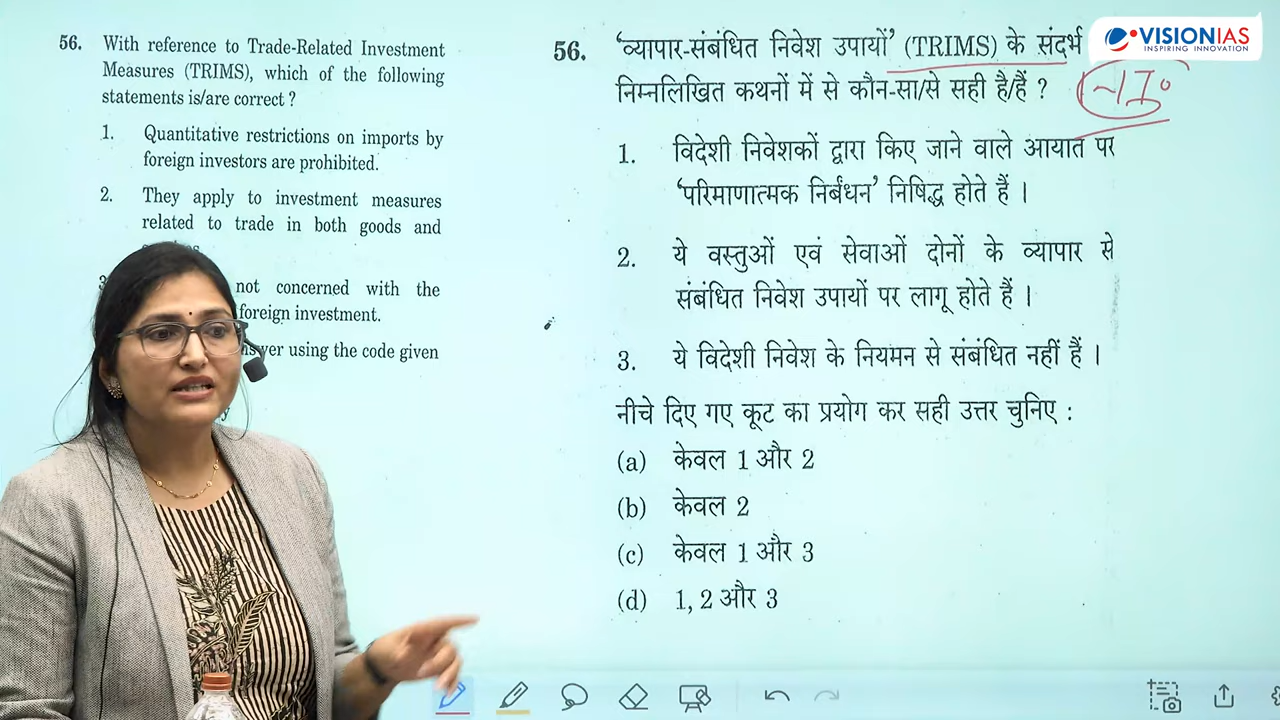 VISIONIAS
INSPIRING INNOVATION
56. With reference to Trade-Related Investment
Measures (TRIMS), which of the following
statements is/are correct ?
1. Quantitative restrictions on imports by
foreign investors are prohibited.
2. They apply to investment measures
related to trade in both goods and
not concerned with the
foreign investment.
using the code given
56. 'व्यापार-संबंधित निवेश उपायों' (TRIMS) के संदर्भ
निम्नलिखित कथनों में से कौन-सा/से सही है/हैं ?
1. विदेशी निवेशकों द्वारा किए जाने वाले आयात पर
'परिमाणात्मक निर्बंधन' निषिद्ध होते हैं ।
2. ये वस्तुओं एवं सेवाओं दोनों के व्यापार से
संबंधित निवेश उपायों पर लागू होते हैं ।
3. ये विदेशी निवेश के नियमन से संबंधित नहीं हैं ।
नीचे दिए गए कूट का प्रयोग कर सही उत्तर चुनिए :
(a) केवल 1 और 2
(b) केवल 2
(c) केवल 1 और 3
(d) 1, 2 और 3